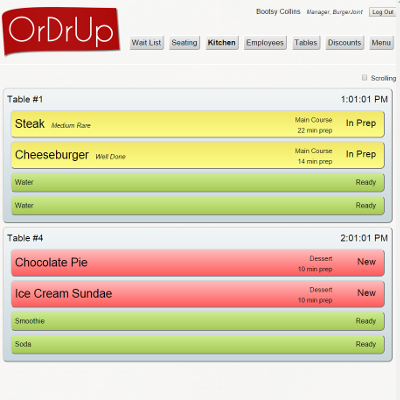 OrDrUp
Bootsy Collins Manager, BurgerJoint Log Out
Wait List Seating Kitchen Employees Tables Discounts Menu
Scrolling
Table #1 1:01:01 PM
Steak Medium Rare Main Course In Prep
22 min prep
Cheeseburger Well Done Main Course In Prep
14 min prep
Water Ready
Water Ready
Table #4 2:01:01 PM
Chocolate Pie Dessert New
10 min prep
Ice Cream Sundae Dessert New
10 min prep
Smoothie Ready
Soda Ready